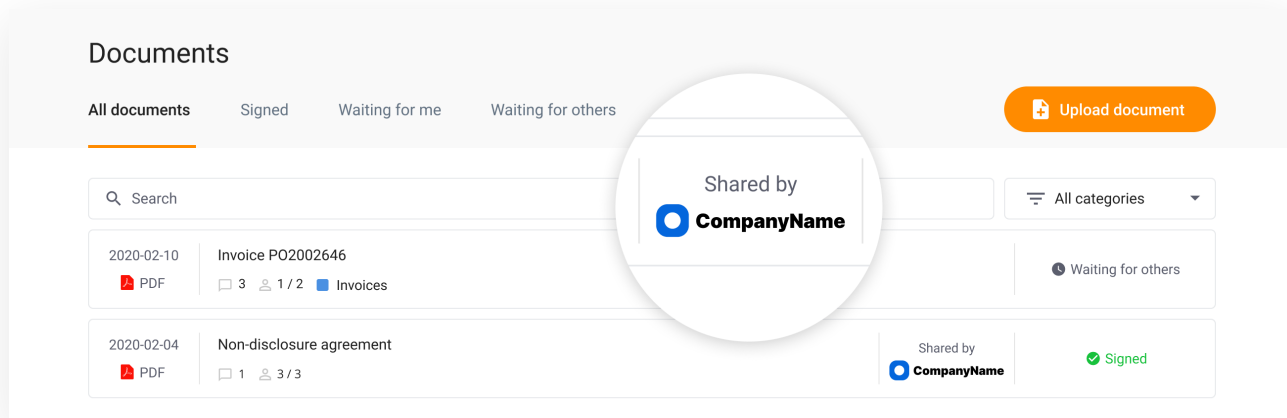 Documents
All documents Signed Waiting for me Waiting for others
Upload document
Search
All categories
Shared by
CompanyName
2020-02-10
PDF
Invoice PO2002646
3 1 / 2 Invoices
Waiting for others
2020-02-04
PDF
Non-disclosure agreement
1 3 / 3
Shared by
CompanyName
Signed